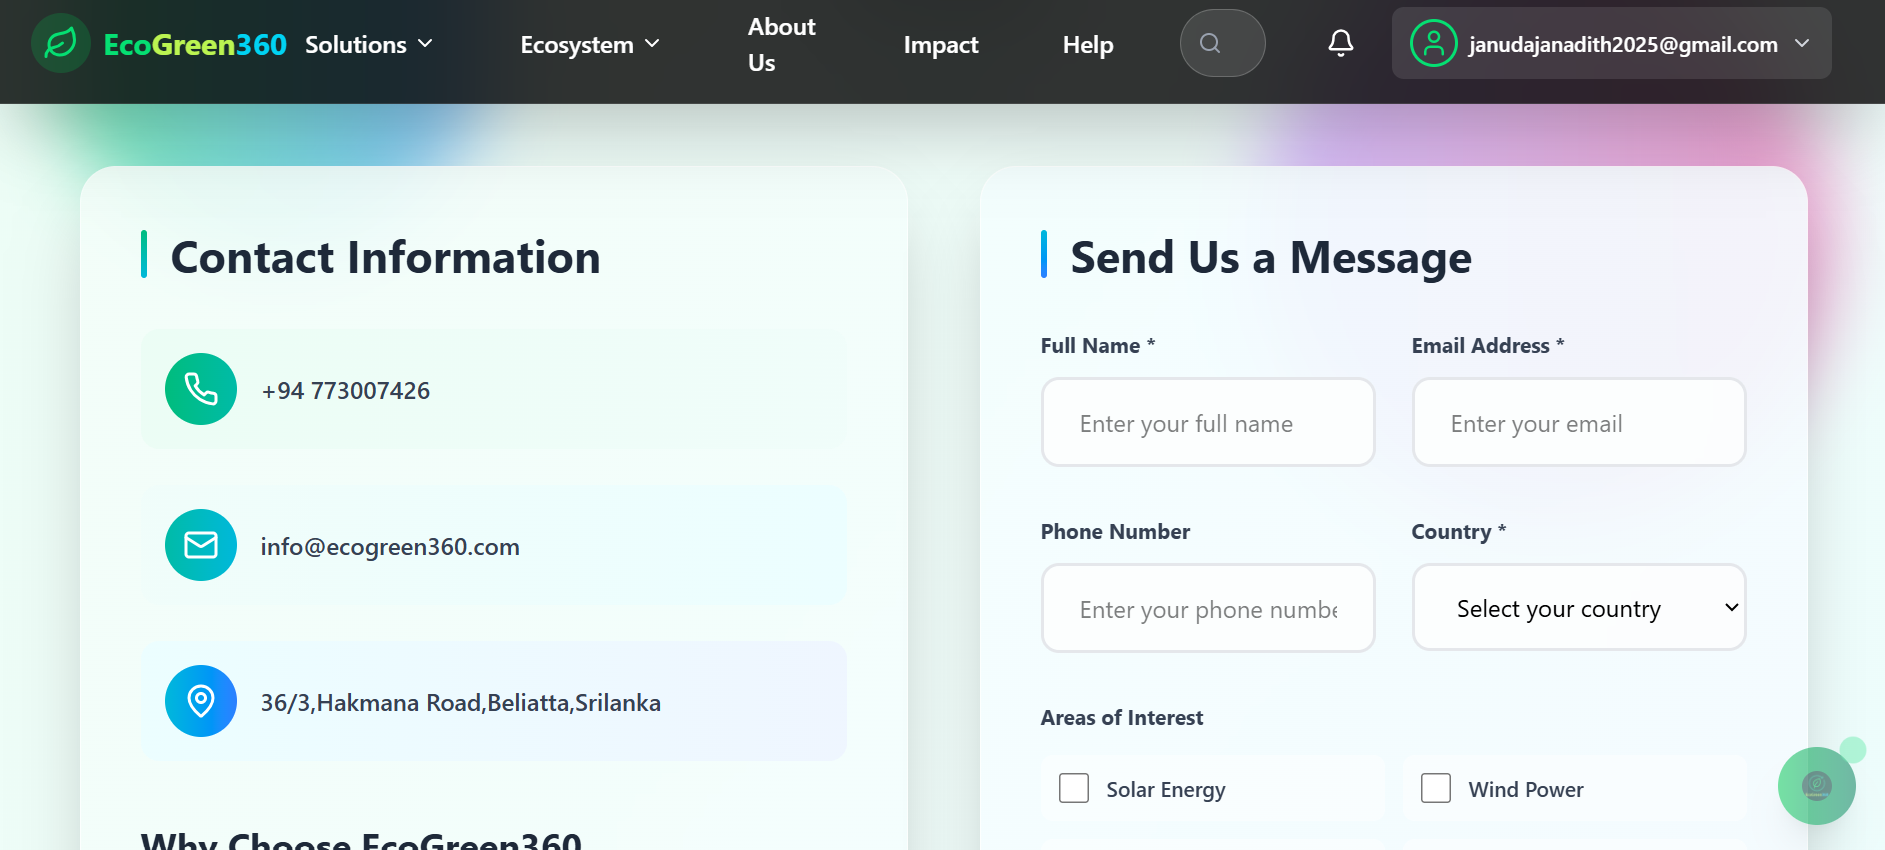 EcoGreen360
Solutions
Ecosystem
About
Us
Impact
Help
janudajanadith2025@gmail.com
Contact Information
+94 773007426
info@ecogreen360.com
36/3,Hakmana Road,Beliatta,Srilanka
Why Choose EcoGreen360
Send Us a Message
Full Name *
Email Address *
Enter your full name
Enter your email
Phone Number
Country *
Enter your phone numbe
Select your country
Areas of Interest
Solar Energy
Wind Power